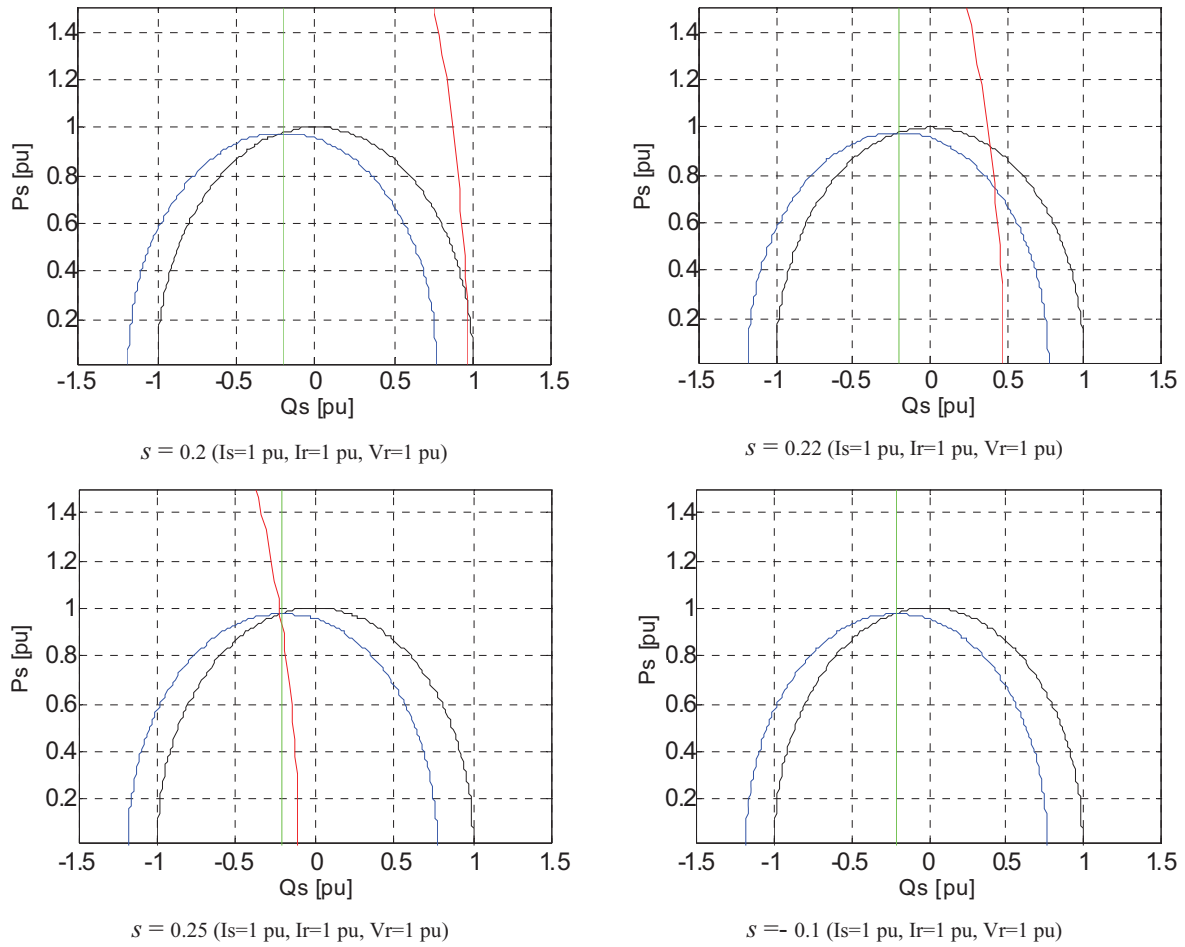 1.4
1.2
1
0.8
0.6
0.4
0.2
Ps [pu]
-1.5 -1 -0.5 0 0.5 1 1.5
Qs [pu]
s = 0.2 (Is=1 pu, Ir=1 pu, Vr=1 pu)
1.4
1.2
1
0.8
0.6
0.4
0.2
Ps [pu]
-1.5 -1 -0.5 0 0.5 1 1.5
Qs [pu]
s = 0.22 (Is=1 pu, Ir=1 pu, Vr=1 pu)
1.4
1.2
1
0.8
0.6
0.4
0.2
Ps [pu]
-1.5 -1 -0.5 0 0.5 1 1.5
Qs [pu]
s = 0.25 (Is=1 pu, Ir=1 pu, Vr=1 pu)
1.4
1.2
1
0.8
0.6
0.4
0.2
Ps [pu]
-1.5 -1 -0.5 0 0.5 1 1.5
Qs [pu]
s =- 0.1 (Is=1 pu, Ir=1 pu, Vr=1 pu)